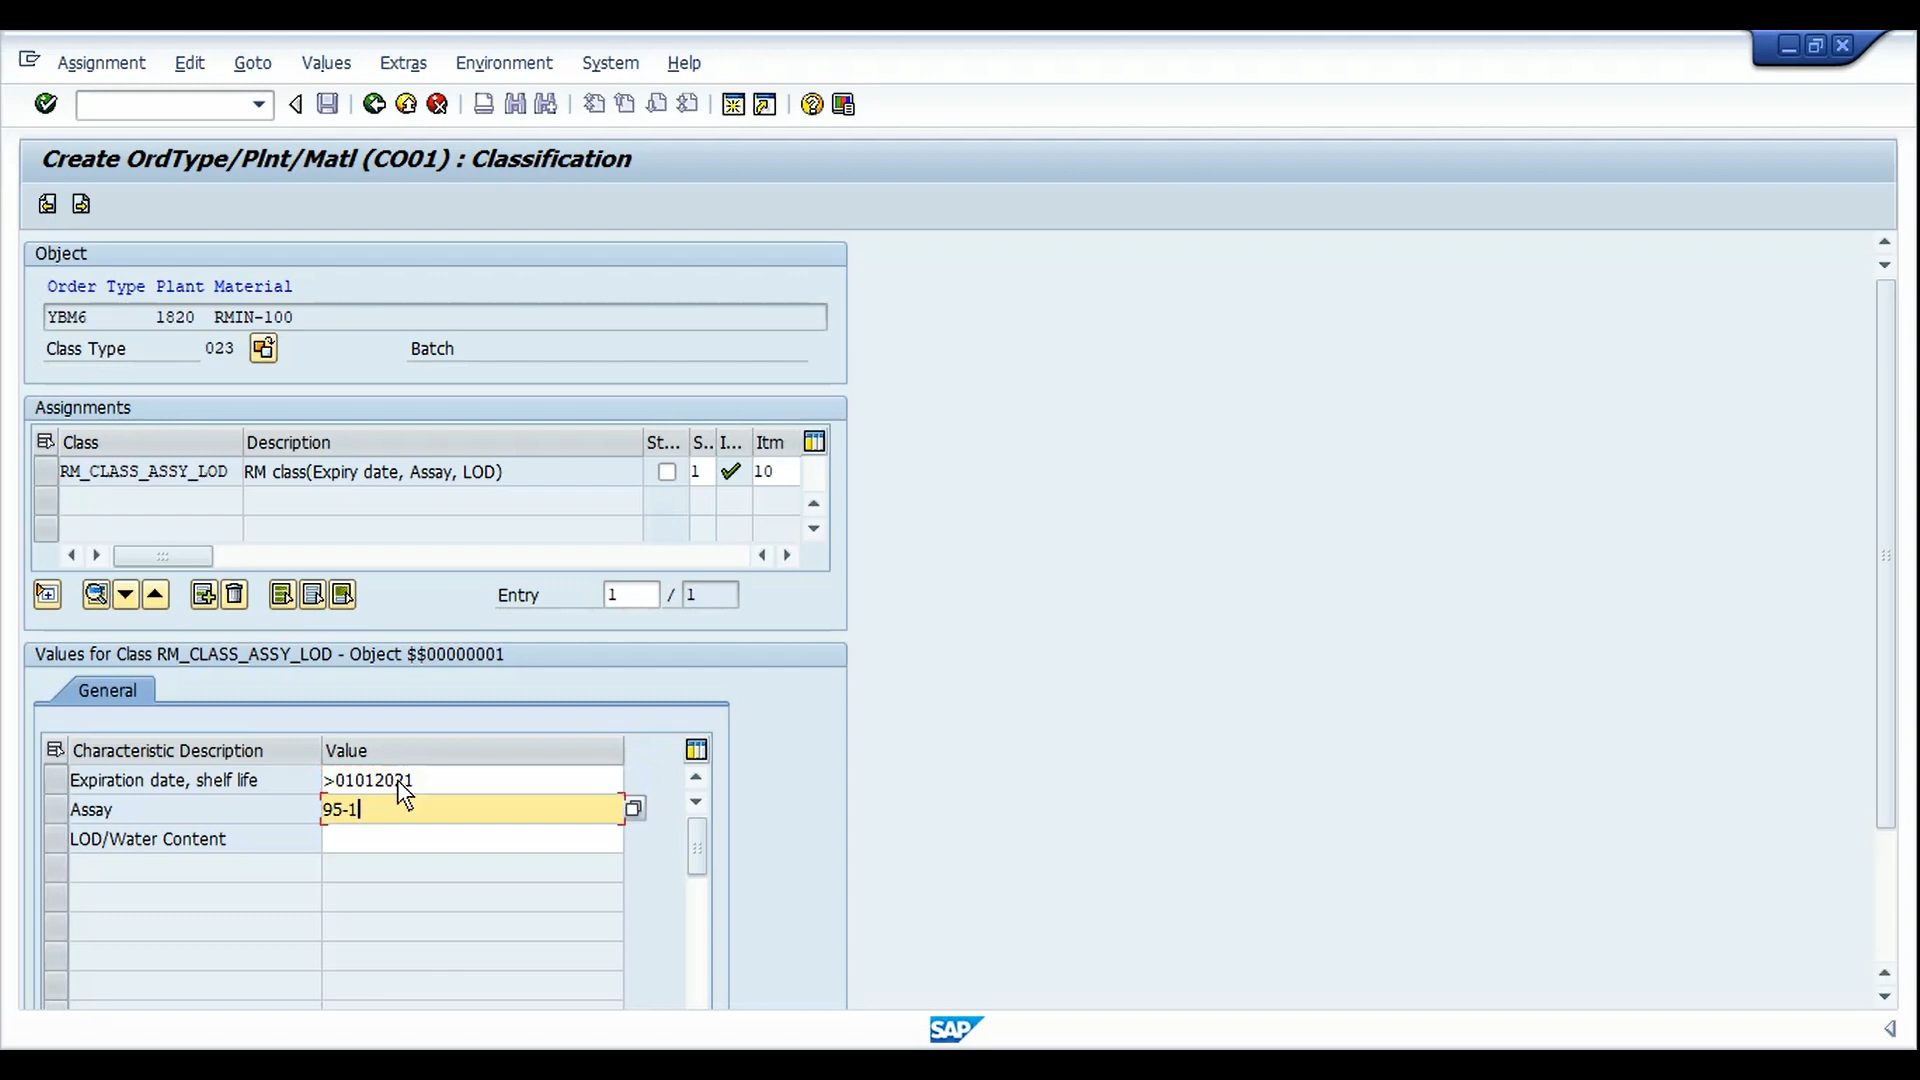 Assignment Edit Goto Values Extras Environment System Help
Create OrdType/Plnt/Matl (CO01) : Classification
Object
Order Type Plant Material
YBM6 1820 RMIN-100
Class Type 023 Batch
Assignments
Class Description St... S.. I... Itm
RM_CLASS_ASSY_LOD RM class(Expiry date, Assay, LOD) 1 10
Entry 1 / 1
Values for Class RM_CLASS_ASSY_LOD - Object $$00000001
General
Characteristic Description Value
Expiration date, shelf life >01012021
Assay 95-1
LOD/Water Content
SAP